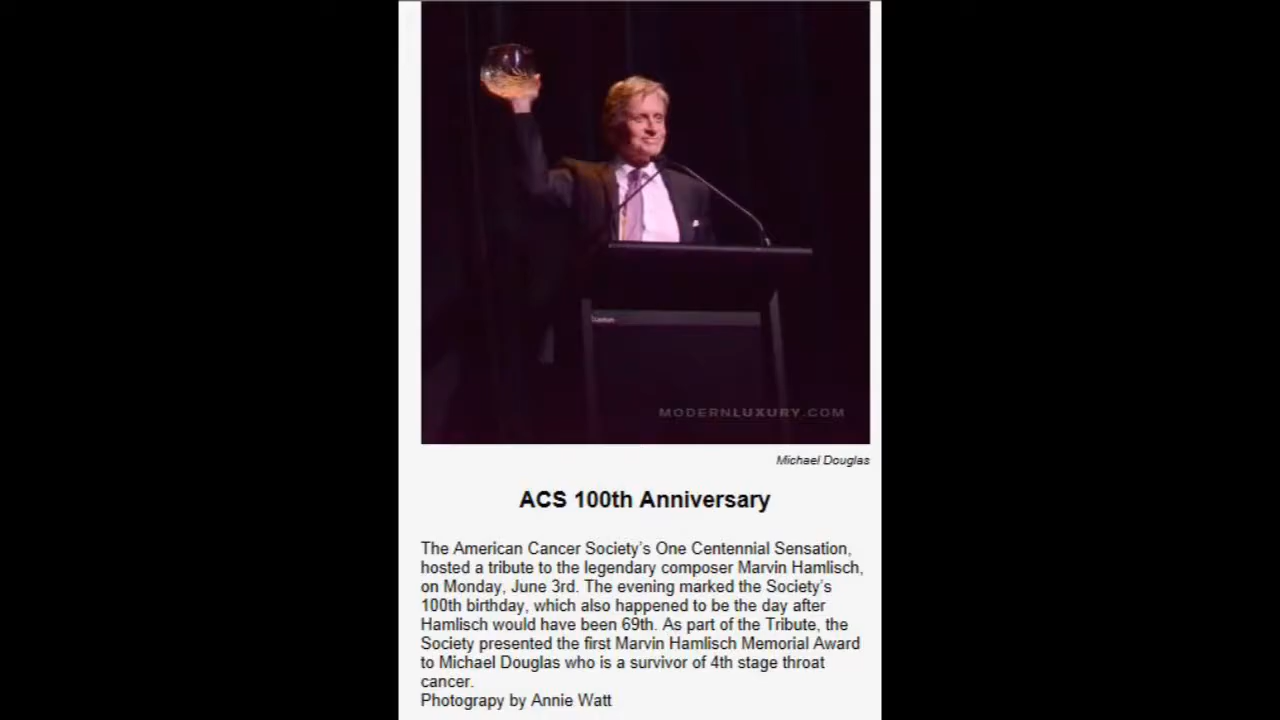 MODERNLUXURY.COM
Michael Douglas
ACS 100th Anniversary
The American Cancer Society's One Centennial Sensation,
hosted a tribute to the legendary composer Marvin Hamlisch,
on Monday, June 3rd. The evening marked the Society's
100th birthday, which also happened to be the day after
Hamlisch would have been 69th. As part of the Tribute, the
Society presented the first Marvin Hamlisch Memorial Award
to Michael Douglas who is a survivor of 4th stage throat
cancer.
Photograpy by Annie Watt